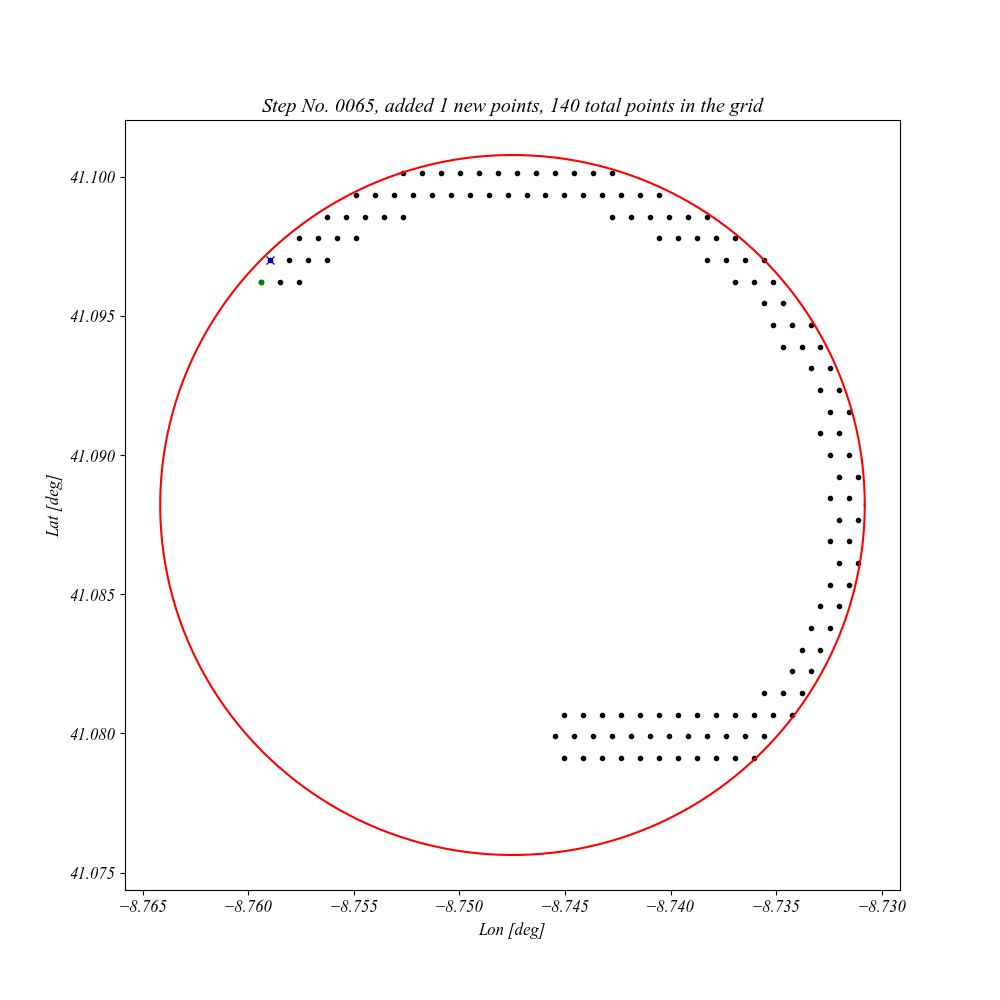 Step No. 0065, added 1 new points, 140 total points in the grid
41.100
41.095
41.090
41.085
41.080
41.075
Lat [deg]
−8.765 −8.760 −8.755 −8.750 −8.745 −8.740 −8.735 −8.730
Lon [deg]